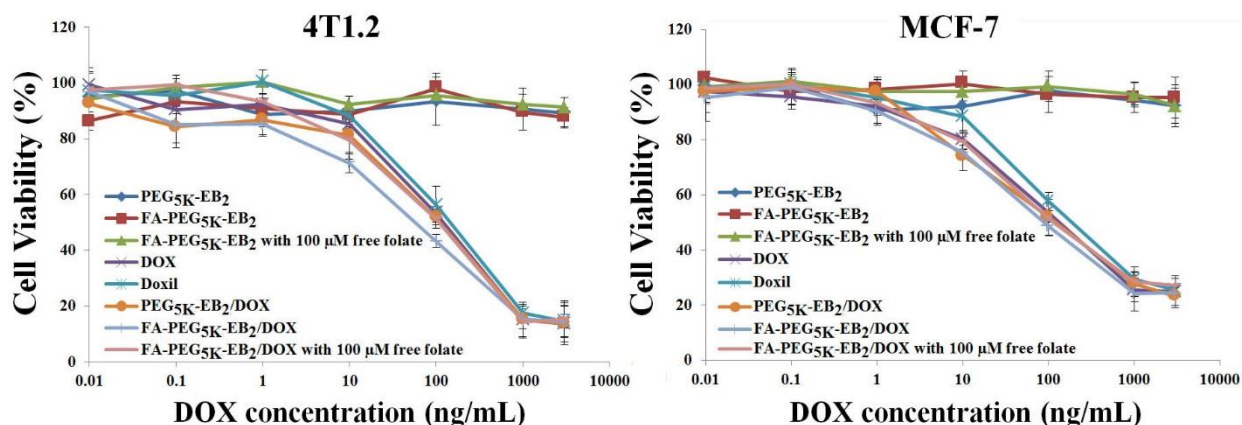 4T1.2
Cell Viability (%)
120
100
80
60
40
20
0
PEG5K-EB2
FA-PEG5K-EB2
FA-PEG5K-EB2 with 100 μM free folate
DOX
Doxil
PEG5K-EB2/DOX
FA-PEG5K-EB2/DOX
FA-PEG5K-EB2/DOX with 100 μM free folate
0.01 0.1 1 10 100 1000 10000
DOX concentration (ng/mL)
MCF-7
Cell Viability (%)
120
100
80
60
40
20
0
PEG5K-EB2
FA-PEG5K-EB2
FA-PEG5K-EB2 with 100 μM free folate
DOX
Doxil
PEG5K-EB2/DOX
FA-PEG5K-EB2/DOX
FA-PEG5K-EB2/DOX with 100 μM free folate
0.01 0.1 1 10 100 1000 10000
DOX concentration (ng/mL)